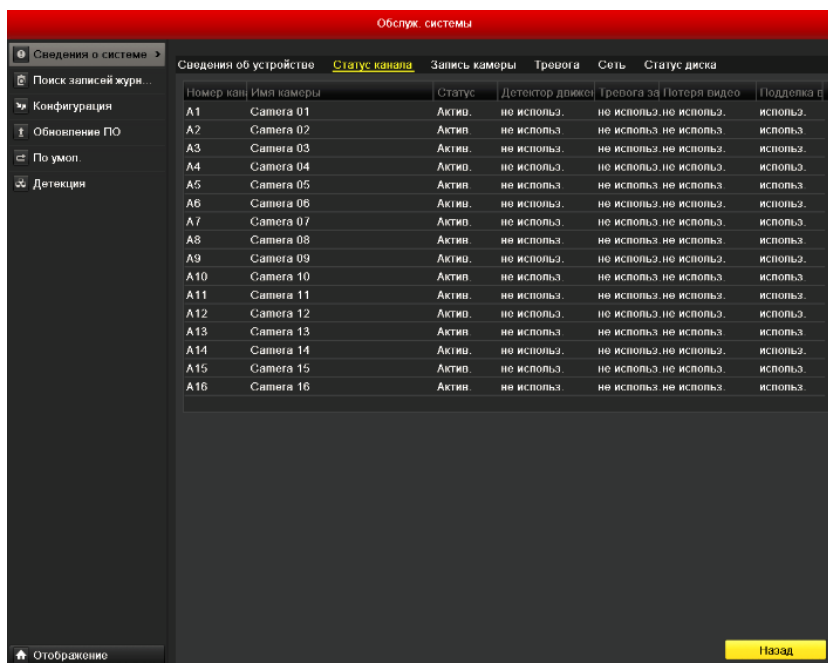 Обслуж. системы
Сведения о системе
Поиск записей журн...
Конфигурация
Обновление ПО
По умол.
Детекция
Отображение
Сведения об устройстве Статус канала Запись камеры Тревога Сеть Статус диска
Номер кан Имя камеры Статус Детектор движен Тревога за Потеря видео Подделка в
A1 Camera 01 Актив. не использ. не использ. не использ. использ.
A2 Camera 02 Актив. не использ. не использ. не использ. использ.
A3 Camera 03 Актив. не использ. не использ. не использ. использ.
A4 Camera 04 Актив. не использ. не использ. не использ. использ.
A5 Camera 05 Актив. не использ. не использ. не использ. использ.
A6 Camera 06 Актив. не использ. не использ. не использ. использ.
A7 Camera 07 Актив. не использ. не использ. не использ. использ.
A8 Camera 08 Актив. не использ. не использ. не использ. использ.
A9 Camera 09 Актив. не использ. не использ. не использ. использ.
A10 Camera 10 Актив. не использ. не использ. не использ. использ.
A11 Camera 11 Актив. не использ. не использ. не использ. использ.
A12 Camera 12 Актив. не использ. не использ. не использ. использ.
A13 Camera 13 Актив. не использ. не использ. не использ. использ.
A14 Camera 14 Актив. не использ. не использ. не использ. использ.
A15 Camera 15 Актив. не использ. не использ. не использ. использ.
A16 Camera 16 Актив. не использ. не использ. не использ. использ.
Назад